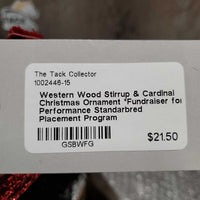 The Tack Collector
1002446-15
Western Wood Stirrup & Cardinal
Christmas Ornament *Fundraiser for
Performance Standarbred
Placement Program
GSBWFG
$21.50